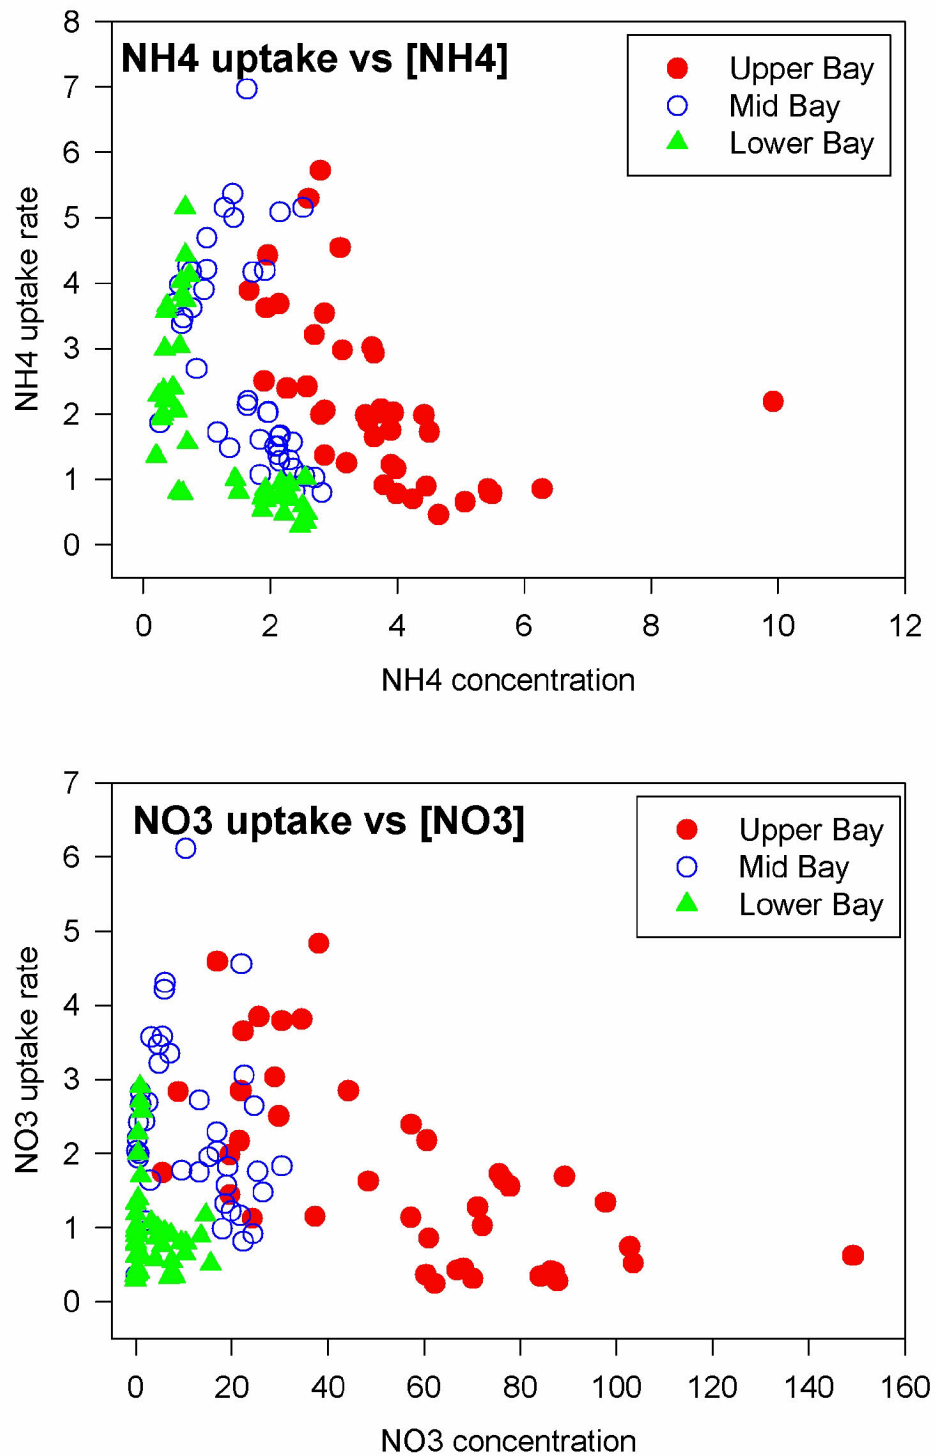 8
NH4 uptake vs [NH4]
Upper Bay
7
Mid Bay
Lower Bay
6
5
4
3
2
1
0
NH4 uptake rate
0 2 4 6 8 10 12
NH4 concentration
7
NO3 uptake vs [NO3]
Upper Bay
6
Mid Bay
Lower Bay
5
4
3
2
1
0
NO3 uptake rate
0 20 40 60 80 100 120 140 160
NO3 concentration